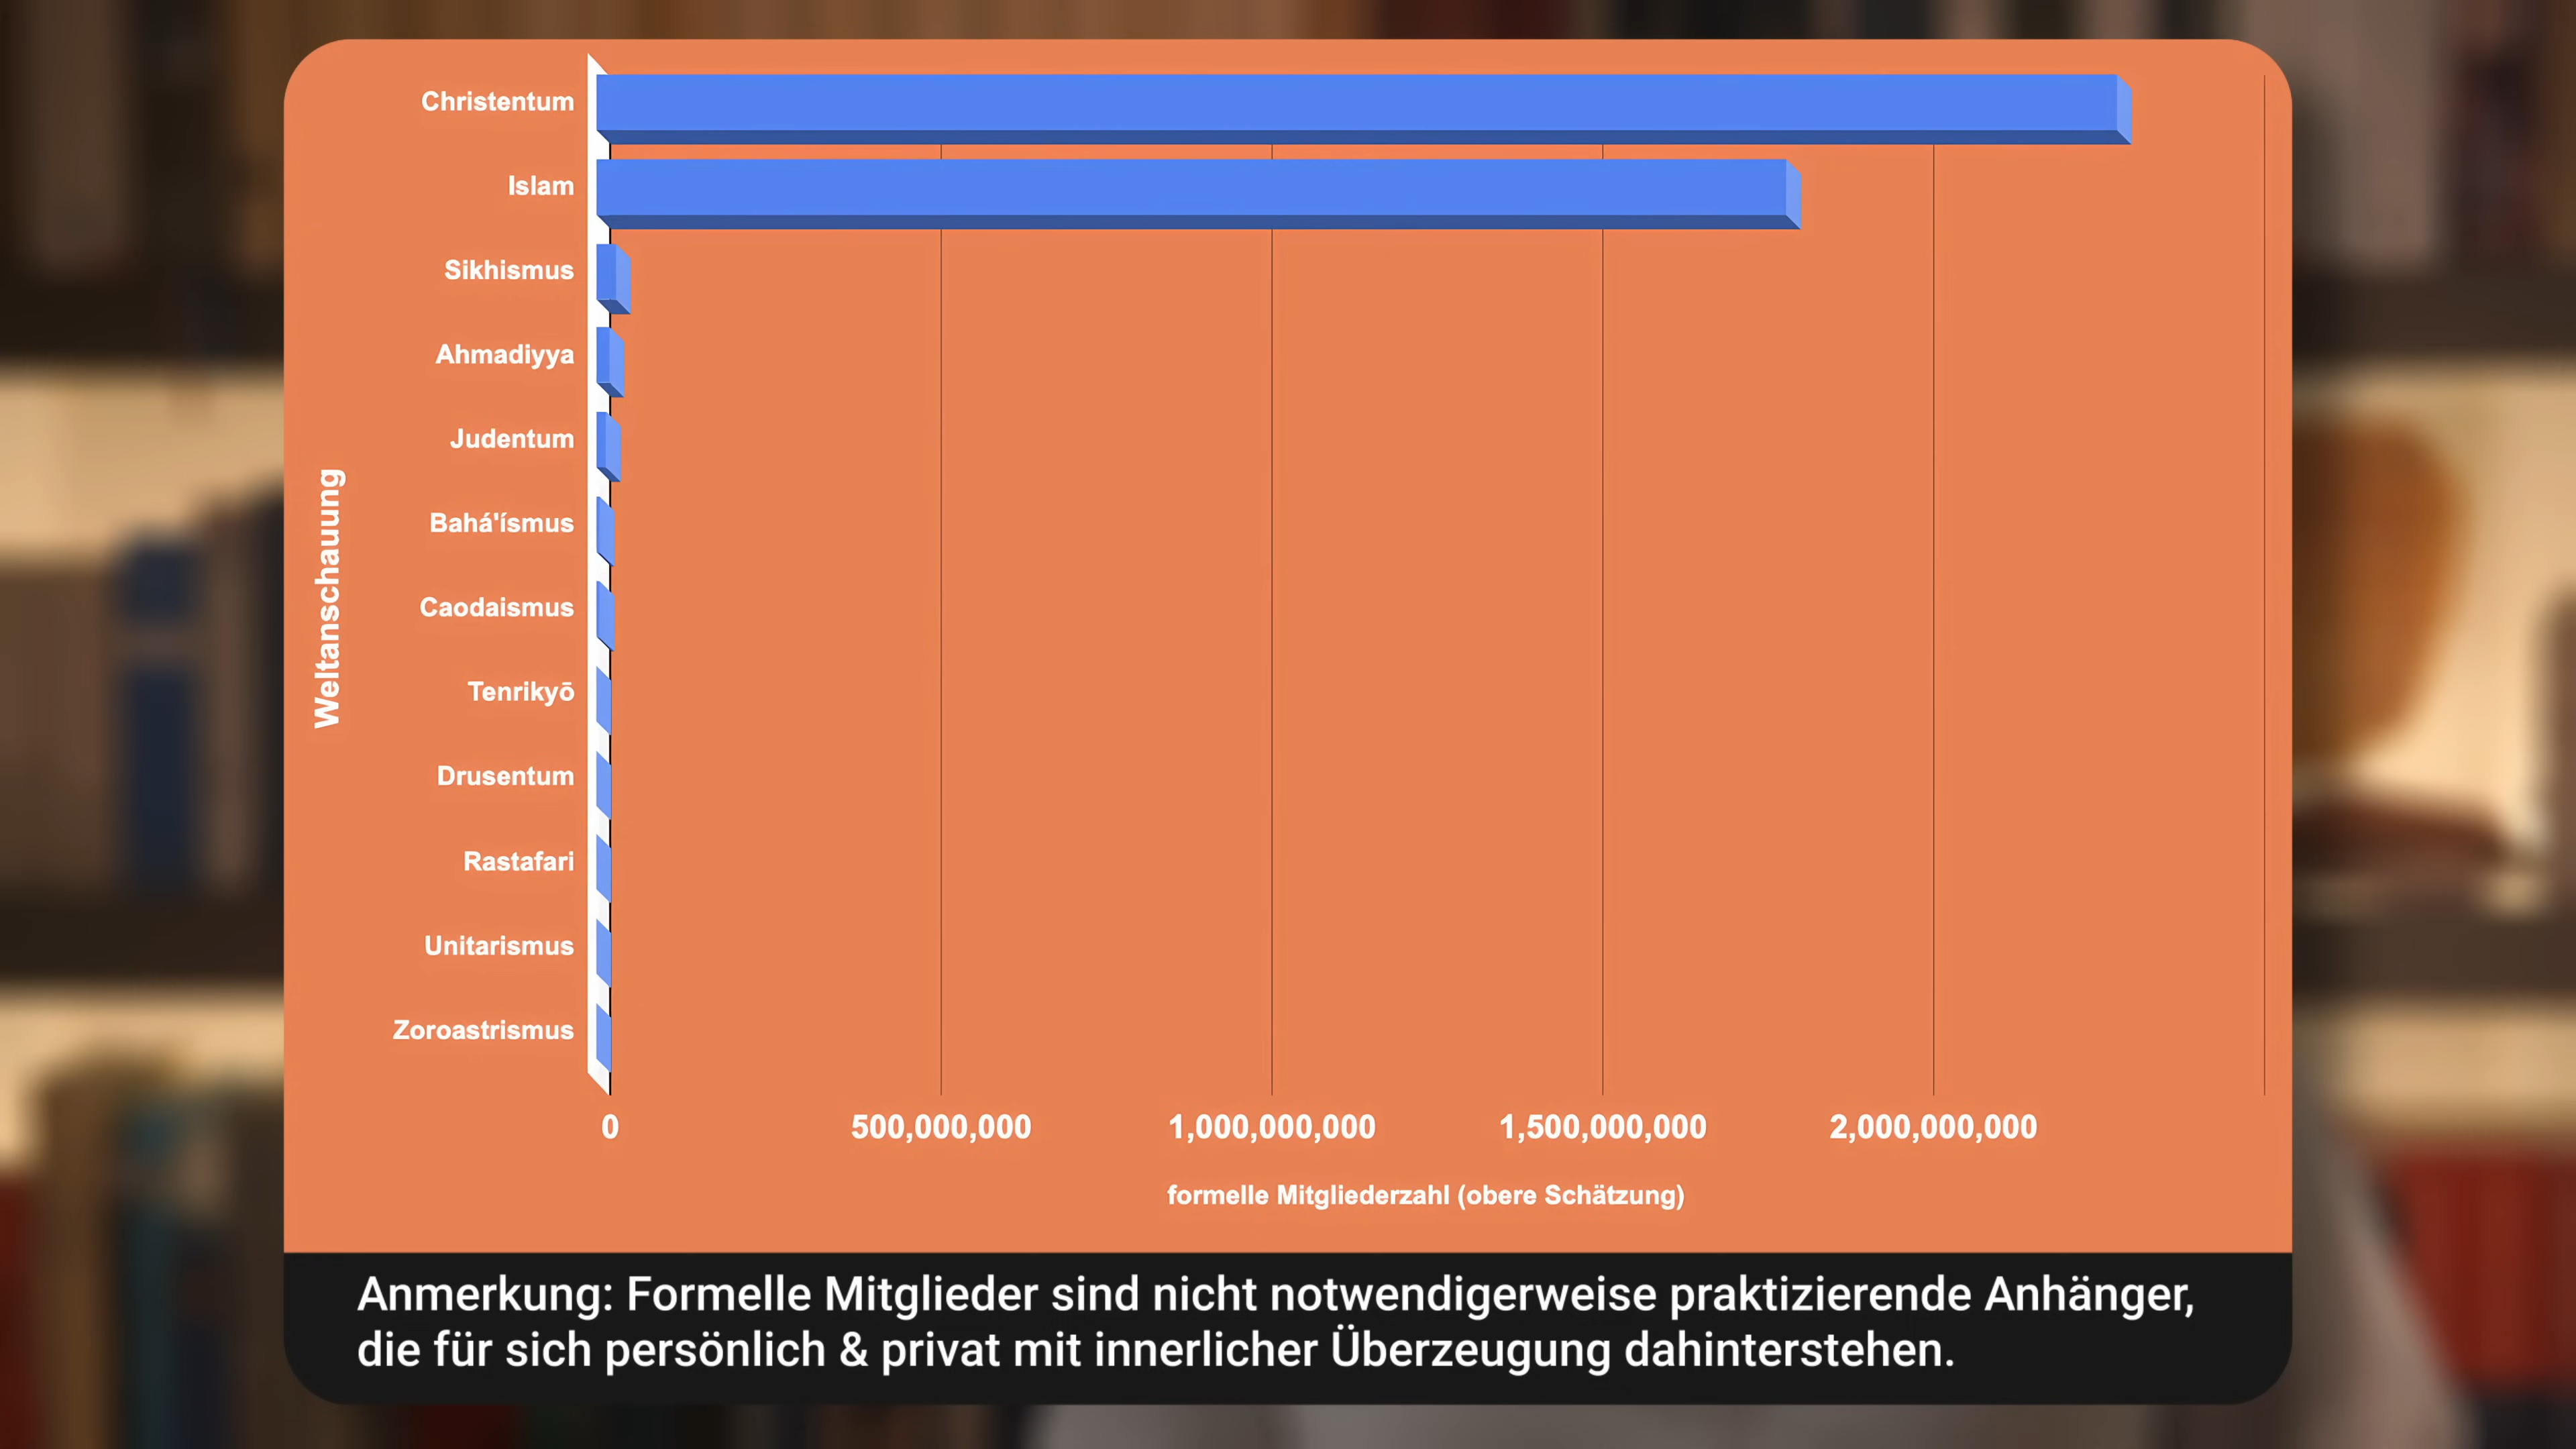 Weltanschauung
Christentum
Islam
Sikhismus
Ahmadiyya
Judentum
Bahá'ísmus
Caodaismus
Tenrikyō
Drusentum
Rastafari
Unitarismus
Zoroastrismus
0 500,000,000 1,000,000,000 1,500,000,000 2,000,000,000
formelle Mitgliederzahl (obere Schätzung)
Anmerkung: Formelle Mitglieder sind nicht notwendigerweise praktizierende Anhänger,
die für sich persönlich & privat mit innerlicher Überzeugung dahinterstehen.